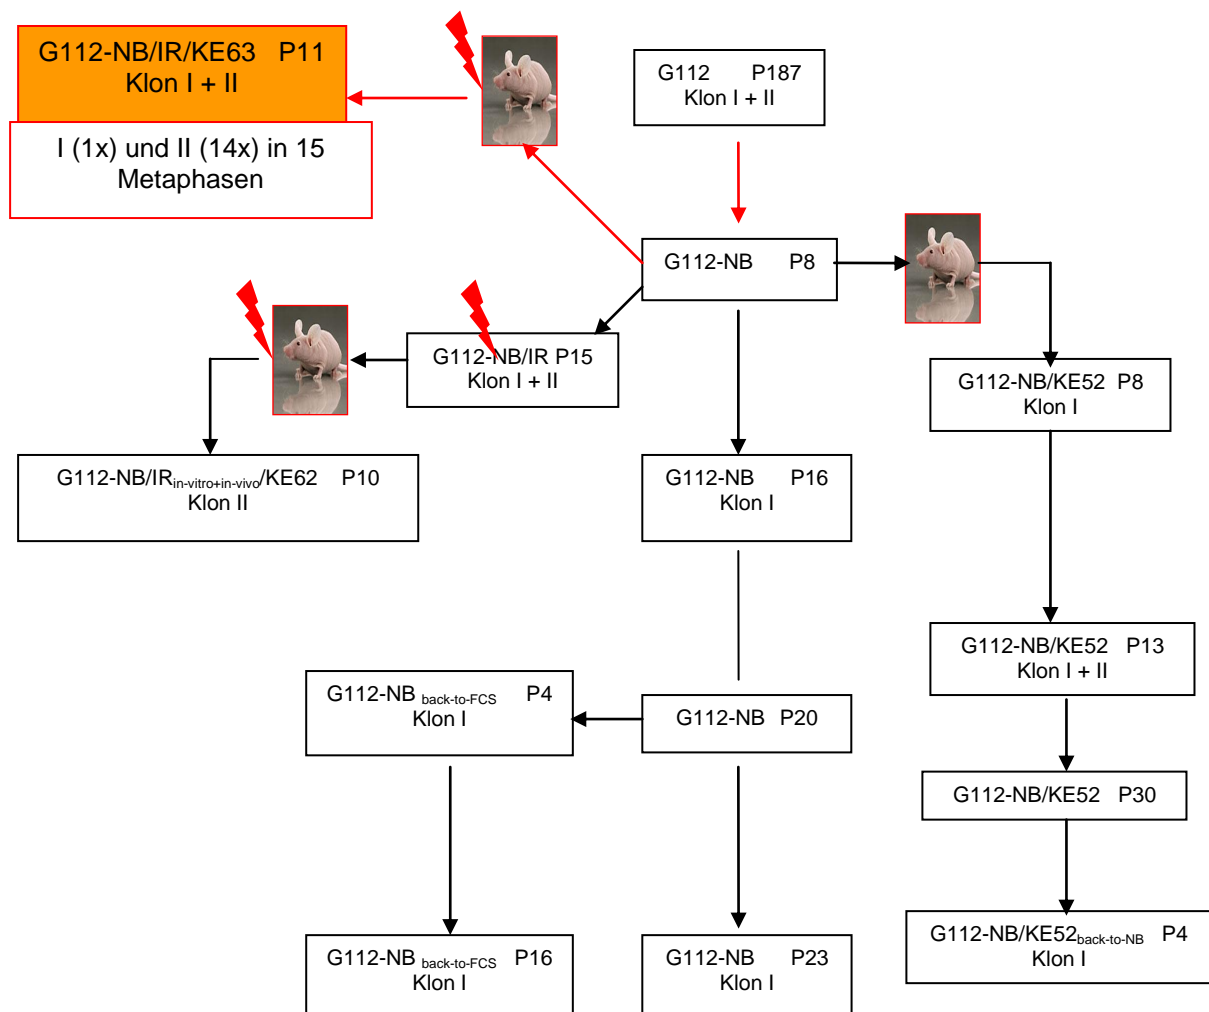 G112-NB/IR/KE63 P11
Klon I + II
I (1x) und II (14x) in 15
Metaphasen
G112 P187
Klon I + II
G112-NB P8
G112-NB/IR P15
Klon I + II
G112-NB/KE52 P8
Klon I
G112-NB/IRin-vitro+in-vivo/KE62 P10
Klon II
G112-NB P16
Klon I
G112-NB/KE52 P13
Klon I + II
G112-NB back-to-FCS P4
Klon I
G112-NB P20
G112-NB/KE52 P30
G112-NB back-to-FCS P16
Klon I
G112-NB P23
Klon I
G112-NB/KE52back-to-NB P4
Klon I